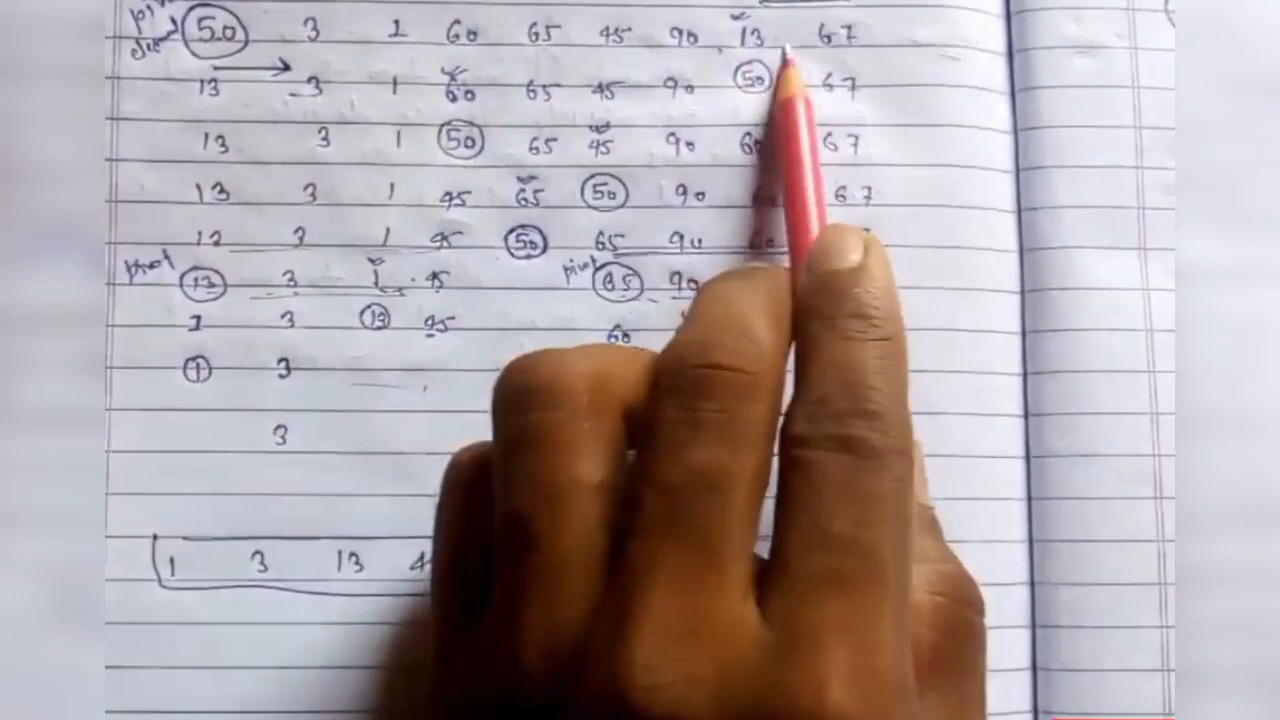 50 3 1 60 65 45 90 13 67
13 3 1 60 65 45 90 50 67
13 3 1 50 65 45 90 60 67
13 3 1 45 65 50 90 67
13 3 1 45 50 65 90
pivot 13 3 1 45 pivot 65 90
1 3 13 45 60
1 3
3
1 3 13